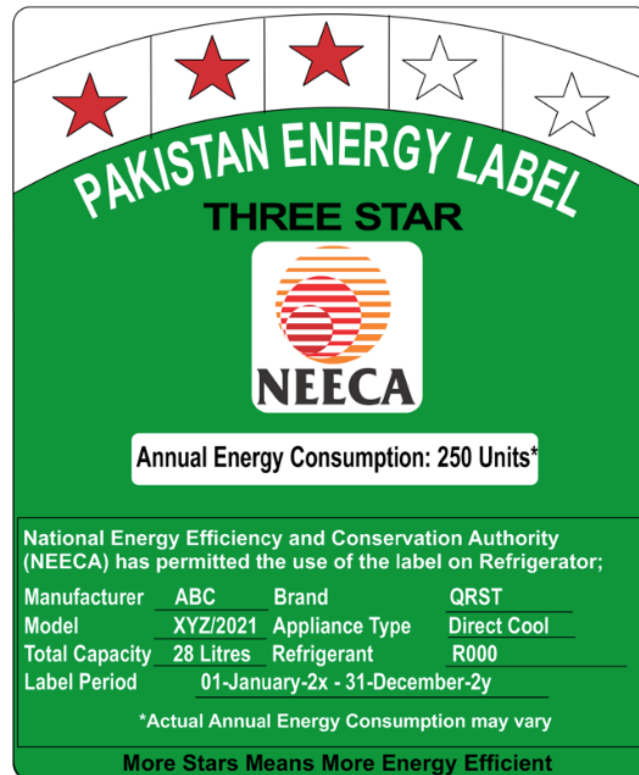 PAKISTAN ENERGY LABEL
THREE STAR
NEECA
Annual Energy Consumption: 250 Units*
National Energy Efficiency and Conservation Authority
(NEECA) has permitted the use of the label on Refrigerator;
Manufacturer ABC Brand QRST
Model XYZ/2021 Appliance Type Direct Cool
Total Capacity 28 Litres Refrigerant R000
Label Period 01-January-2x - 31-December-2y
*Actual Annual Energy Consumption may vary
More Stars Means More Energy Efficient